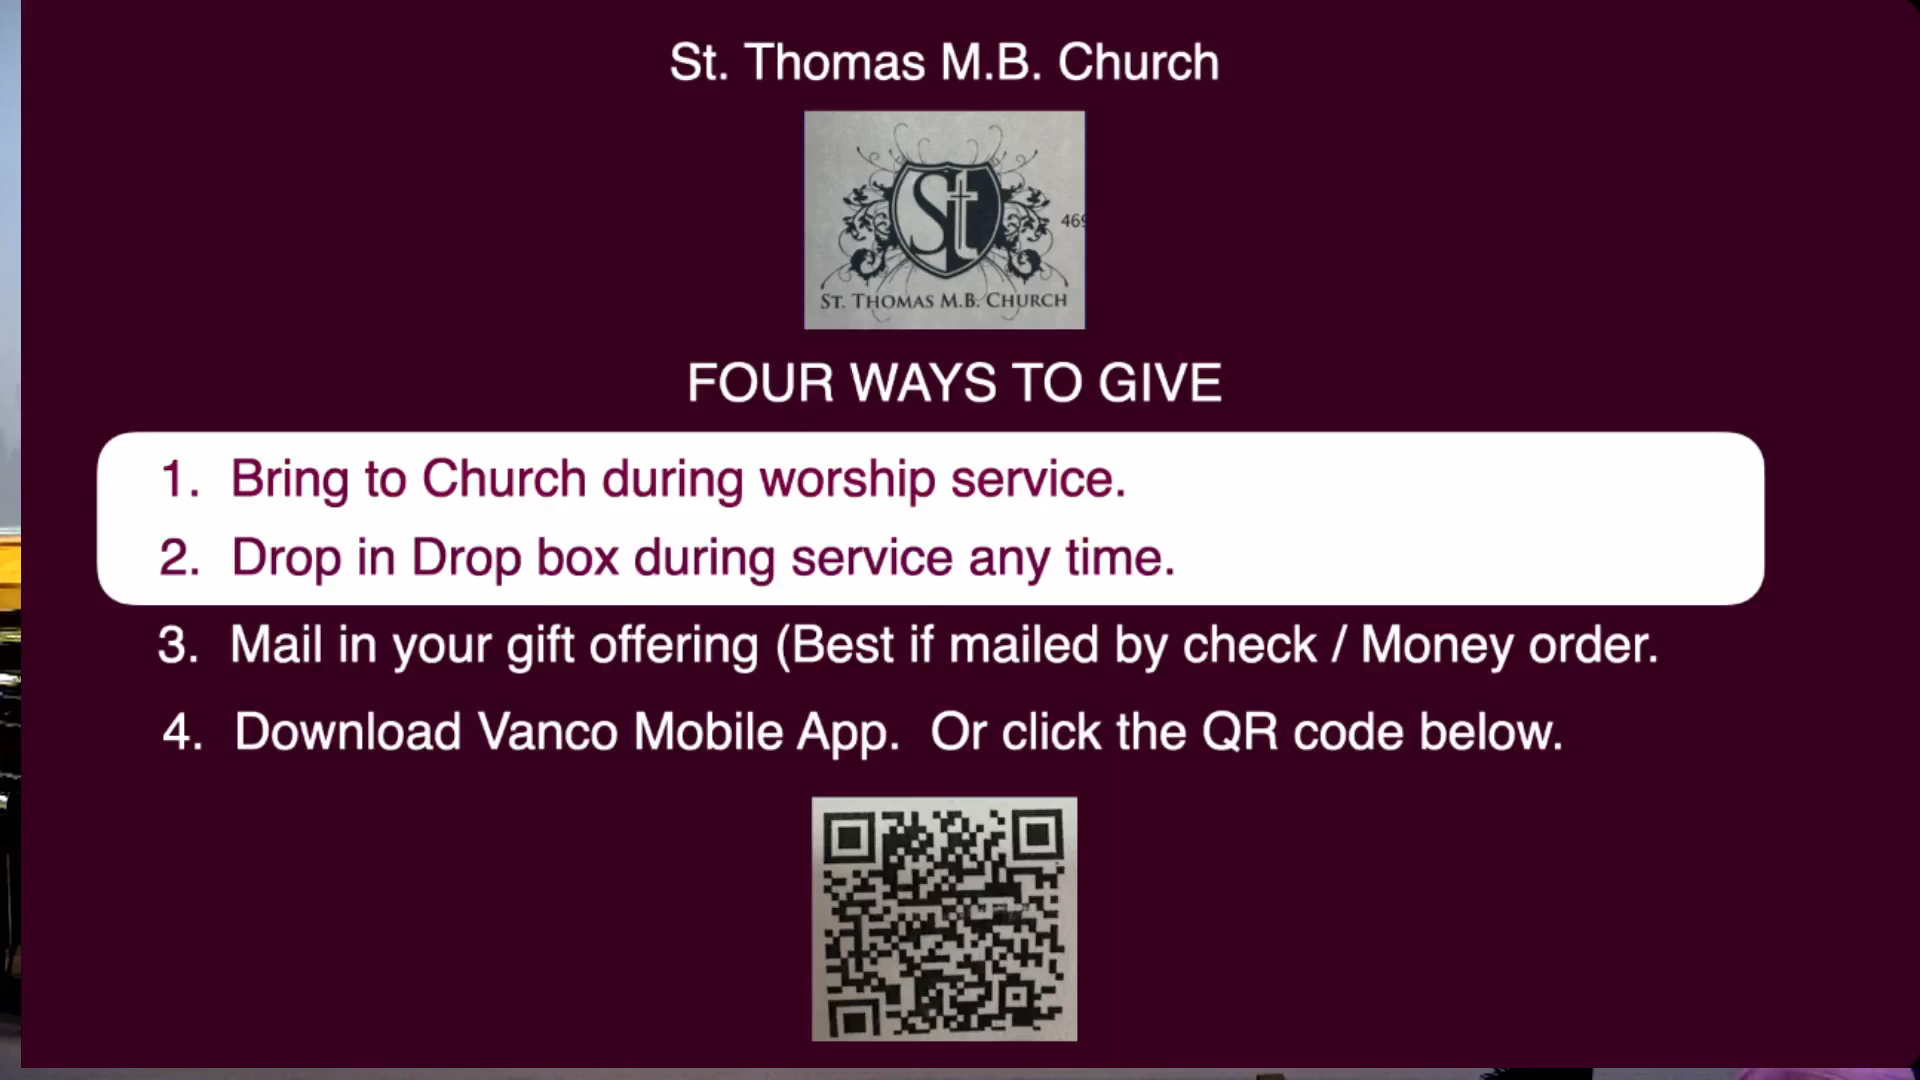 St. Thomas M.B. Church
St
469
ST. THOMAS M.B. CHURCH
FOUR WAYS TO GIVE
1. Bring to Church during worship service.
2. Drop in Drop box during service any time.
3. Mail in your gift offering (Best if mailed by check / Money order.
4. Download Vanco Mobile App. Or click the QR code below.